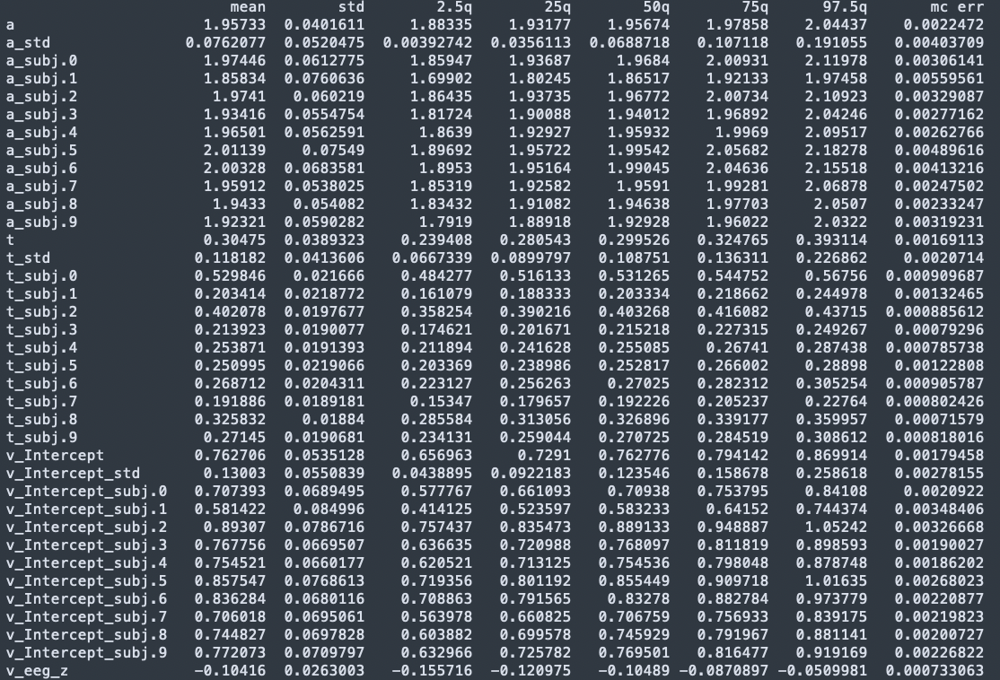 mean std 2.5q 25q 50q 75q 97.5q mc err
a 1.95733 0.0401611 1.88335 1.93177 1.95674 1.97858 2.04437 0.0022472
a_std 0.0762077 0.0520475 0.00392742 0.0356113 0.0688718 0.107118 0.191055 0.00403709
a_subj.0 1.97446 0.0612775 1.85947 1.93687 1.9684 2.00931 2.11978 0.00306141
a_subj.1 1.85834 0.0760636 1.69902 1.80245 1.86517 1.92133 1.97458 0.00559561
a_subj.2 1.9741 0.060219 1.86435 1.93735 1.96772 2.00734 2.10923 0.00329087
a_subj.3 1.93416 0.0554754 1.81724 1.90088 1.94012 1.96892 2.04246 0.00277162
a_subj.4 1.96501 0.0562591 1.8639 1.92927 1.95932 1.9969 2.09517 0.00262766
a_subj.5 2.01139 0.07549 1.89692 1.95722 1.99542 2.05682 2.18278 0.00489616
a_subj.6 2.00328 0.0683581 1.8953 1.95164 1.99045 2.04636 2.15518 0.00413216
a_subj.7 1.95912 0.0538025 1.85319 1.92582 1.9591 1.99281 2.06878 0.00247502
a_subj.8 1.9433 0.054082 1.83432 1.91082 1.94638 1.97703 2.0507 0.00233247
a_subj.9 1.92321 0.0590282 1.7919 1.88918 1.92928 1.96022 2.0322 0.00319231
t 0.30475 0.0389323 0.239408 0.280543 0.299526 0.324765 0.393114 0.00169113
t_std 0.118182 0.0413606 0.0667339 0.0899797 0.108751 0.136311 0.226862 0.0020714
t_subj.0 0.529846 0.021666 0.484277 0.516133 0.531265 0.544752 0.56756 0.000909687
t_subj.1 0.203414 0.0218772 0.161079 0.188333 0.203334 0.218662 0.244978 0.00132465
t_subj.2 0.402078 0.0197677 0.358254 0.390216 0.403268 0.416082 0.43715 0.000885612
t_subj.3 0.213923 0.0190077 0.174621 0.201671 0.215218 0.227315 0.249267 0.00079296
t_subj.4 0.253871 0.0191393 0.211894 0.241628 0.255085 0.26741 0.287438 0.000785738
t_subj.5 0.250995 0.0219066 0.203369 0.238986 0.252817 0.266002 0.28898 0.00122808
t_subj.6 0.268712 0.0204311 0.223127 0.256263 0.27025 0.282312 0.305254 0.000905787
t_subj.7 0.191886 0.0189181 0.15347 0.179657 0.192226 0.205237 0.22764 0.000802426
t_subj.8 0.325832 0.01884 0.285584 0.313056 0.326896 0.339177 0.359957 0.00071579
t_subj.9 0.27145 0.0190681 0.234131 0.259044 0.270725 0.284519 0.308612 0.000818016
v_Intercept 0.762706 0.0535128 0.656963 0.7291 0.762776 0.794142 0.869914 0.00179458
v_Intercept_std 0.13003 0.0550839 0.0438895 0.0922183 0.123546 0.158678 0.258618 0.00278155
v_Intercept_subj.0 0.707393 0.0689495 0.577767 0.661093 0.70938 0.753795 0.84108 0.0020922
v_Intercept_subj.1 0.581422 0.084996 0.414125 0.523597 0.583233 0.64152 0.744374 0.00348406
v_Intercept_subj.2 0.89307 0.0786716 0.757437 0.835473 0.889133 0.948887 1.05242 0.00326668
v_Intercept_subj.3 0.767756 0.0669507 0.636635 0.720988 0.768097 0.811819 0.898593 0.00190027
v_Intercept_subj.4 0.754521 0.0660177 0.620521 0.713125 0.754536 0.798048 0.878748 0.00186202
v_Intercept_subj.5 0.857547 0.0768613 0.719356 0.801192 0.855449 0.909718 1.01635 0.00268023
v_Intercept_subj.6 0.836284 0.0680116 0.708863 0.791565 0.83278 0.882784 0.973779 0.00220877
v_Intercept_subj.7 0.706018 0.0695061 0.563978 0.660825 0.706759 0.756933 0.839175 0.00219823
v_Intercept_subj.8 0.744827 0.0697828 0.603882 0.699578 0.745929 0.791967 0.881141 0.00200727
v_Intercept_subj.9 0.772073 0.0709797 0.632966 0.725782 0.769501 0.816477 0.919169 0.00226822
v_eeg_z −0.10416 0.0263003 −0.155716 −0.120975 −0.10489 −0.0870897 −0.0509981 0.000733063